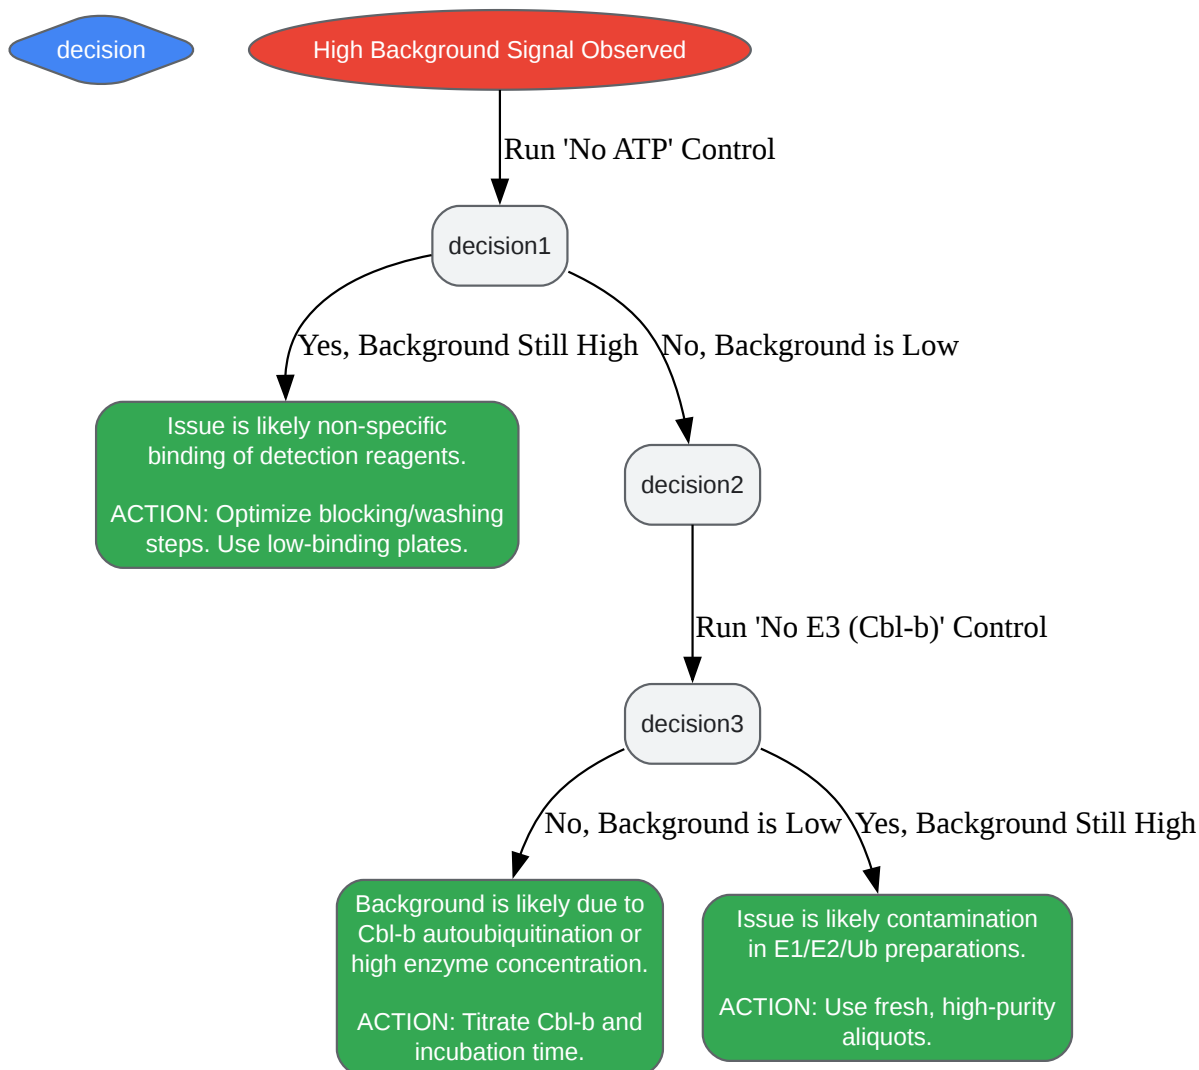 decision
High Background Signal Observed
Run 'No ATP' Control
decision1
Yes, Background Still High
No, Background is Low
Issue is likely non-specific
binding of detection reagents.
ACTION: Optimize blocking/washing
steps. Use low-binding plates.
decision2
Run 'No E3 (Cbl-b)' Control
decision3
No, Background is Low
Yes, Background Still High
Background is likely due to
Cbl-b autoubiquitination or
high enzyme concentration.
ACTION: Titrate Cbl-b and
incubation time.
Issue is likely contamination
in E1/E2/Ub preparations.
ACTION: Use fresh, high-purity
aliquots.